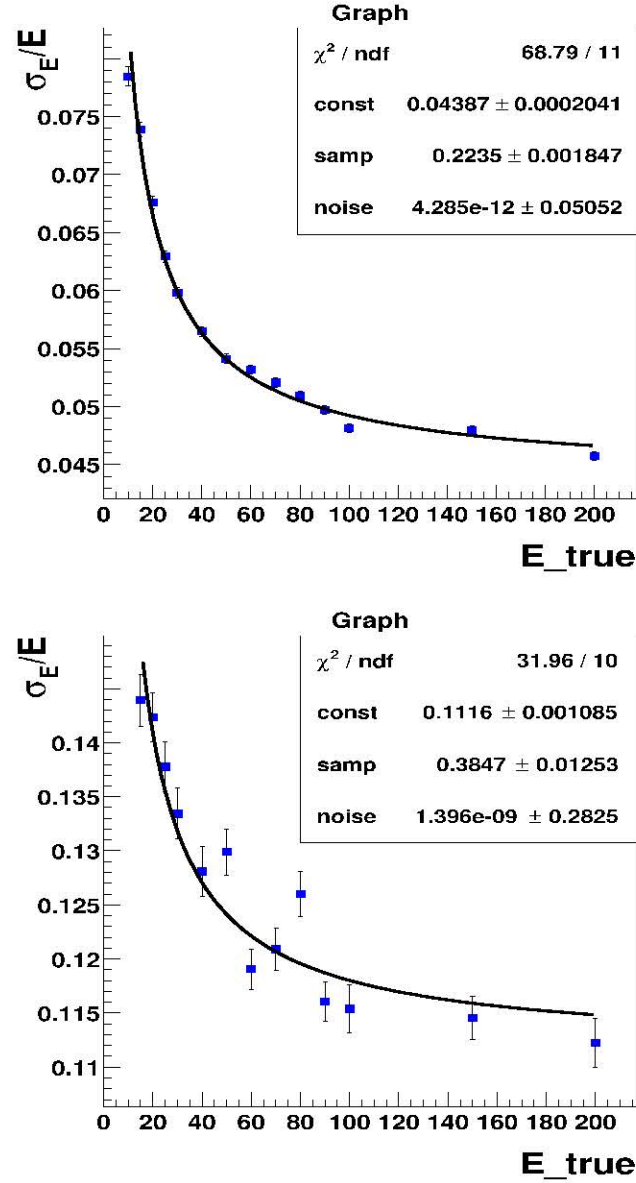 Graph
σE/E
χ² / ndf 68.79 / 11
const 0.04387 ± 0.0002041
samp 0.2235 ± 0.001847
noise 4.285e-12 ± 0.05052
0.075
0.07
0.065
0.06
0.055
0.05
0.045
0 20 40 60 80 100 120 140 160 180 200
E_true
Graph
σE/E
χ² / ndf 31.96 / 10
const 0.1116 ± 0.001085
samp 0.3847 ± 0.01253
noise 1.396e-09 ± 0.2825
0.14
0.135
0.13
0.125
0.12
0.115
0.11
0 20 40 60 80 100 120 140 160 180 200
E_true